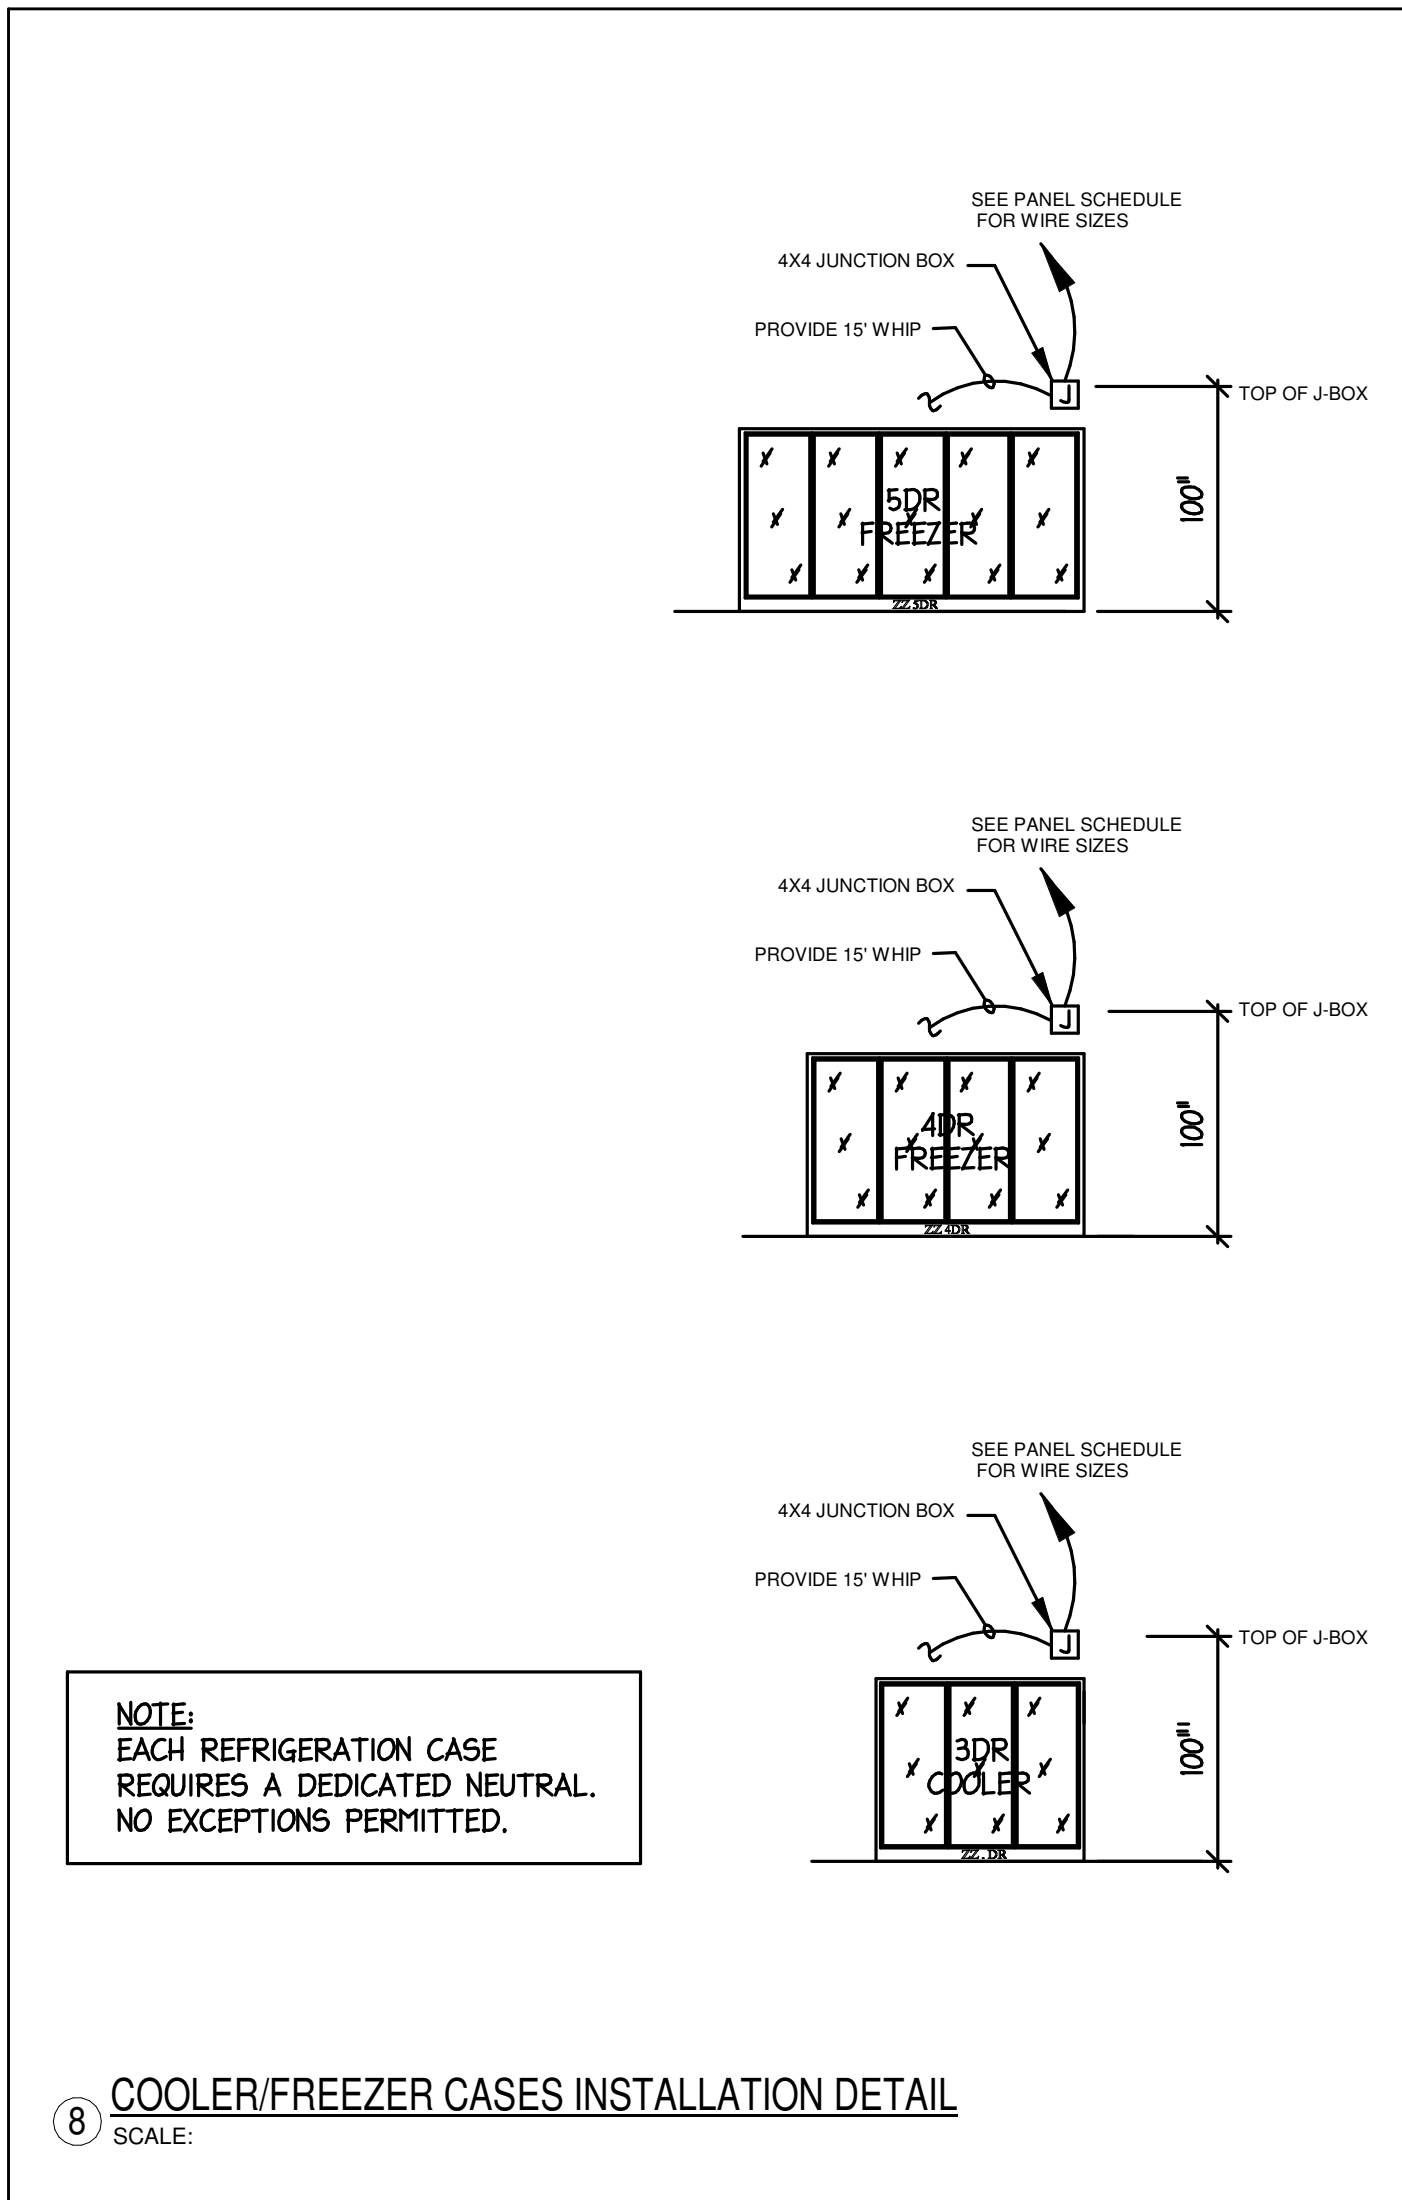 SEE PANEL SCHEDULE
FOR WIRE SIZES
4X4 JUNCTION BOX
PROVIDE 15' WHIP
J
TOP OF J-BOX
100"
5DR
FREEZER
ZZ 5DR
SEE PANEL SCHEDULE
FOR WIRE SIZES
4X4 JUNCTION BOX
PROVIDE 15' WHIP
J
TOP OF J-BOX
100"
4DR
FREEZER
ZZ 4DR
SEE PANEL SCHEDULE
FOR WIRE SIZES
4X4 JUNCTION BOX
PROVIDE 15' WHIP
J
TOP OF J-BOX
100"
3DR
COOLER
ZZ . DR
NOTE:
EACH REFRIGERATION CASE
REQUIRES A DEDICATED NEUTRAL.
NO EXCEPTIONS PERMITTED.
8
COOLER/FREEZER CASES INSTALLATION DETAIL
SCALE: